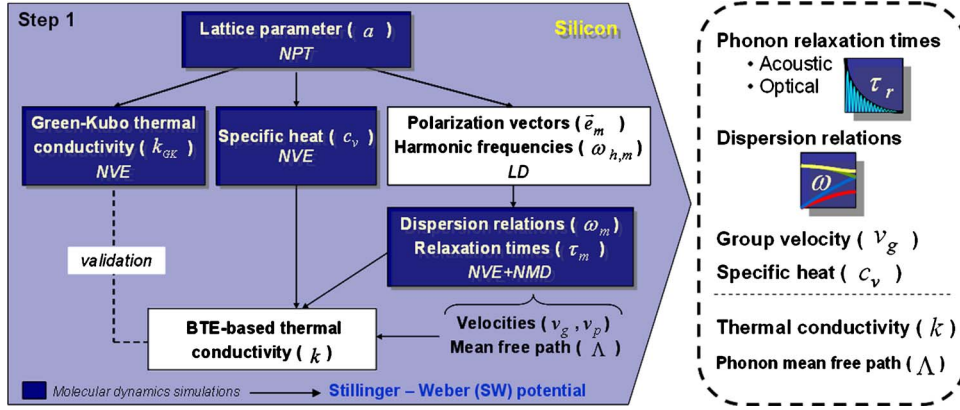 Step 1
Silicon
Lattice parameter ( a )
NPT
Green-Kubo thermal
conductivity ( k_GK )
NVE
Specific heat ( c_v )
NVE
Polarization vectors ( e⃗_m )
Harmonic frequencies ( ω_h,m )
LD
Dispersion relations ( ω_m )
Relaxation times ( τ_m )
NVE+NMD
validation
BTE-based thermal
conductivity ( k )
Velocities ( v_g , v_p )
Mean free path ( Λ )
Molecular dynamics simulations
Stillinger – Weber (SW) potential
Phonon relaxation times
• Acoustic
• Optical
τ_r
Dispersion relations
ω
Group velocity ( v_g )
Specific heat ( c_v )
Thermal conductivity ( k )
Phonon mean free path ( Λ )